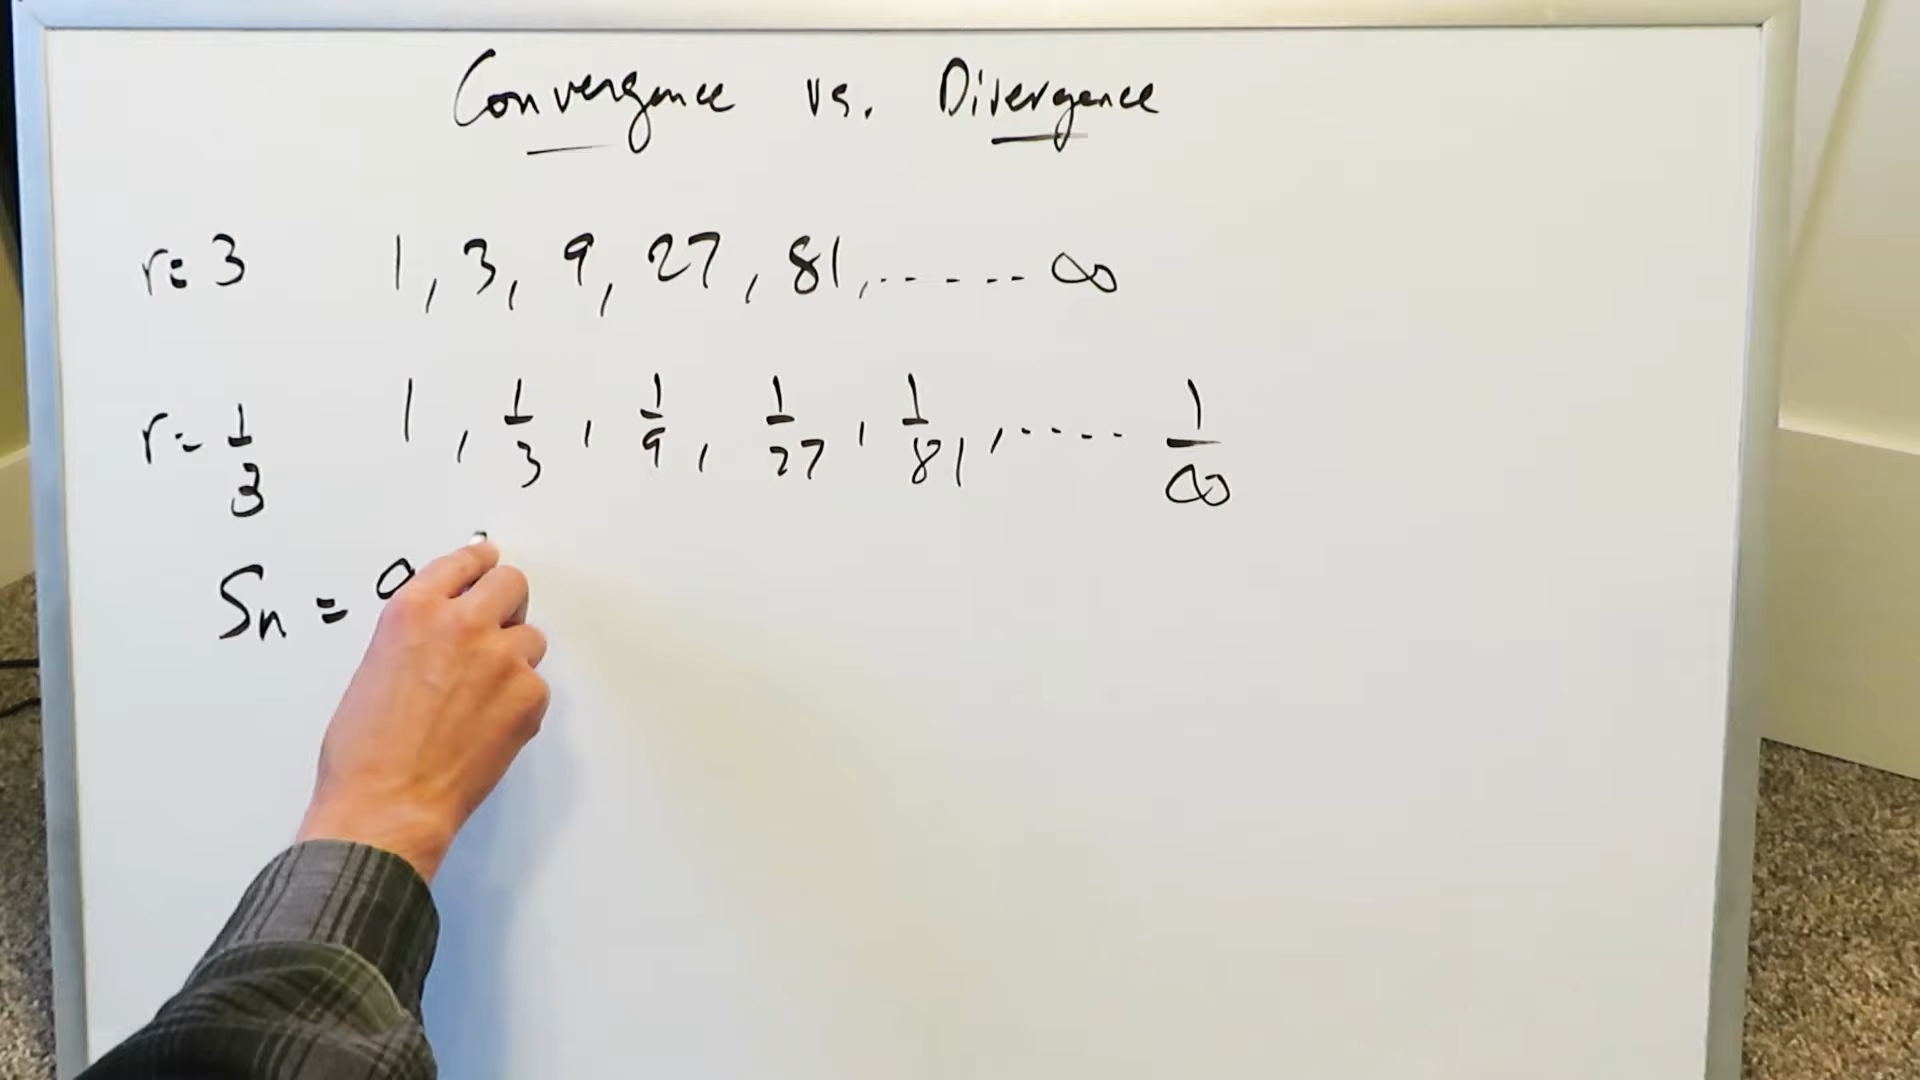 Convergence vs. Divergence
r= 3 1, 3, 9, 27, 81, ...... ∞
r= 1/3 1, 1/3, 1/9, 1/27, 1/81, .... 1/∞
Sn =